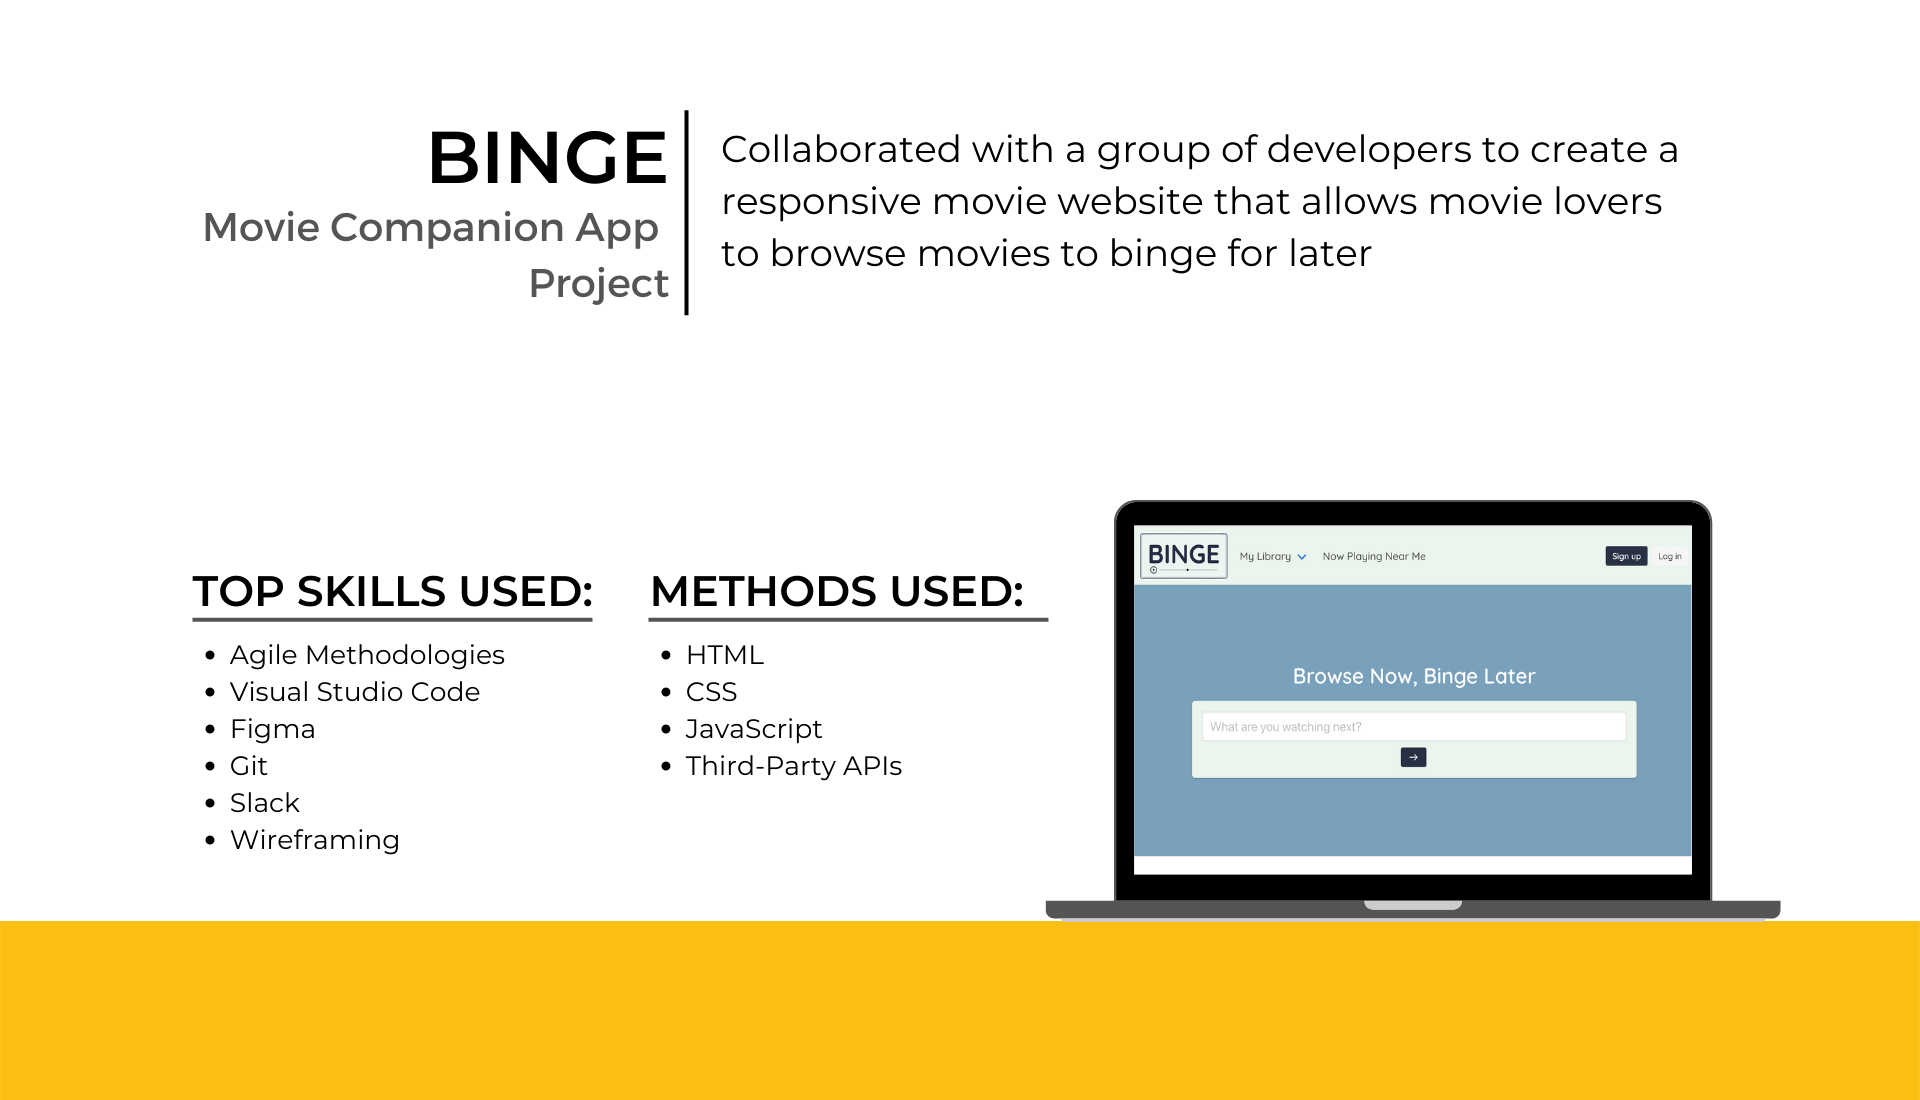 BINGE
Movie Companion App
Project
Collaborated with a group of developers to create a
responsive movie website that allows movie lovers
to browse movies to binge for later
TOP SKILLS USED:
• Agile Methodologies
• Visual Studio Code
• Figma
• Git
• Slack
• Wireframing
METHODS USED:
• HTML
• CSS
• JavaScript
• Third-Party APIs
BINGE
My Library
Now Playing Near Me
Sign up
Log in
Browse Now, Binge Later
What are you watching next?
→